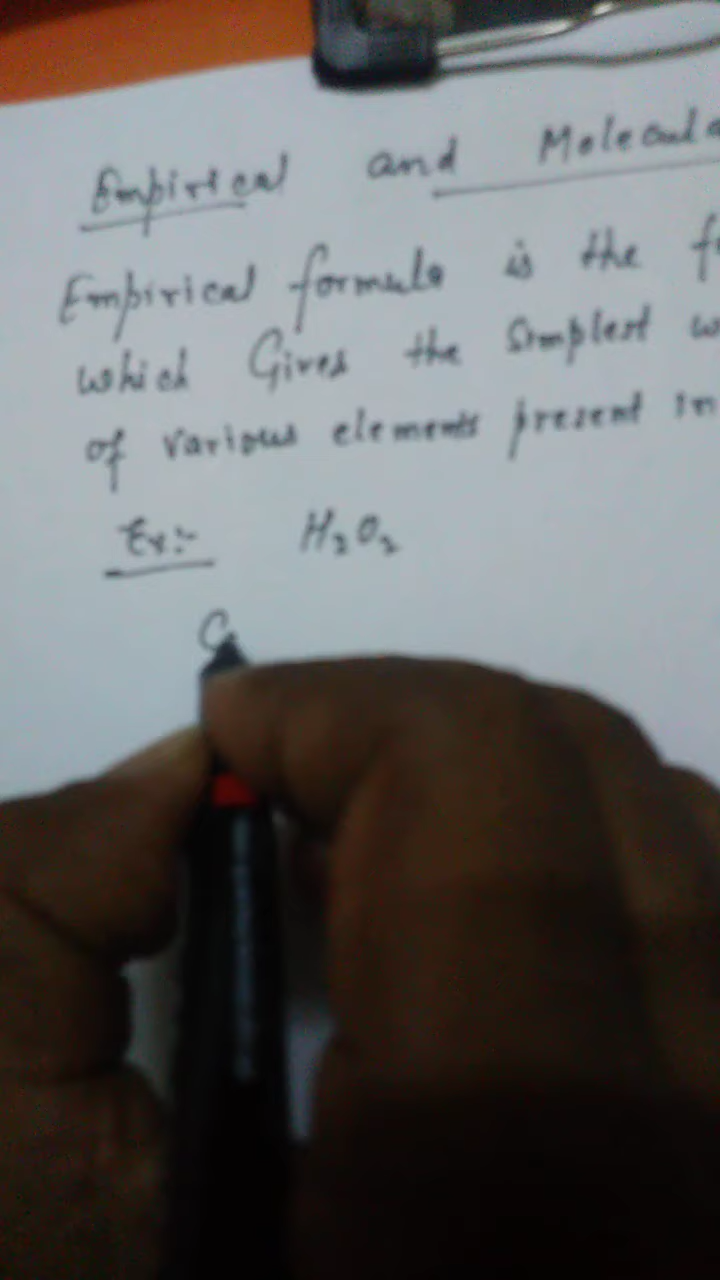 Empirical and Molecula
Empirical formula is the f
which Gives the Simplest w
of various elements present in
Ex:- H₂O₂
C